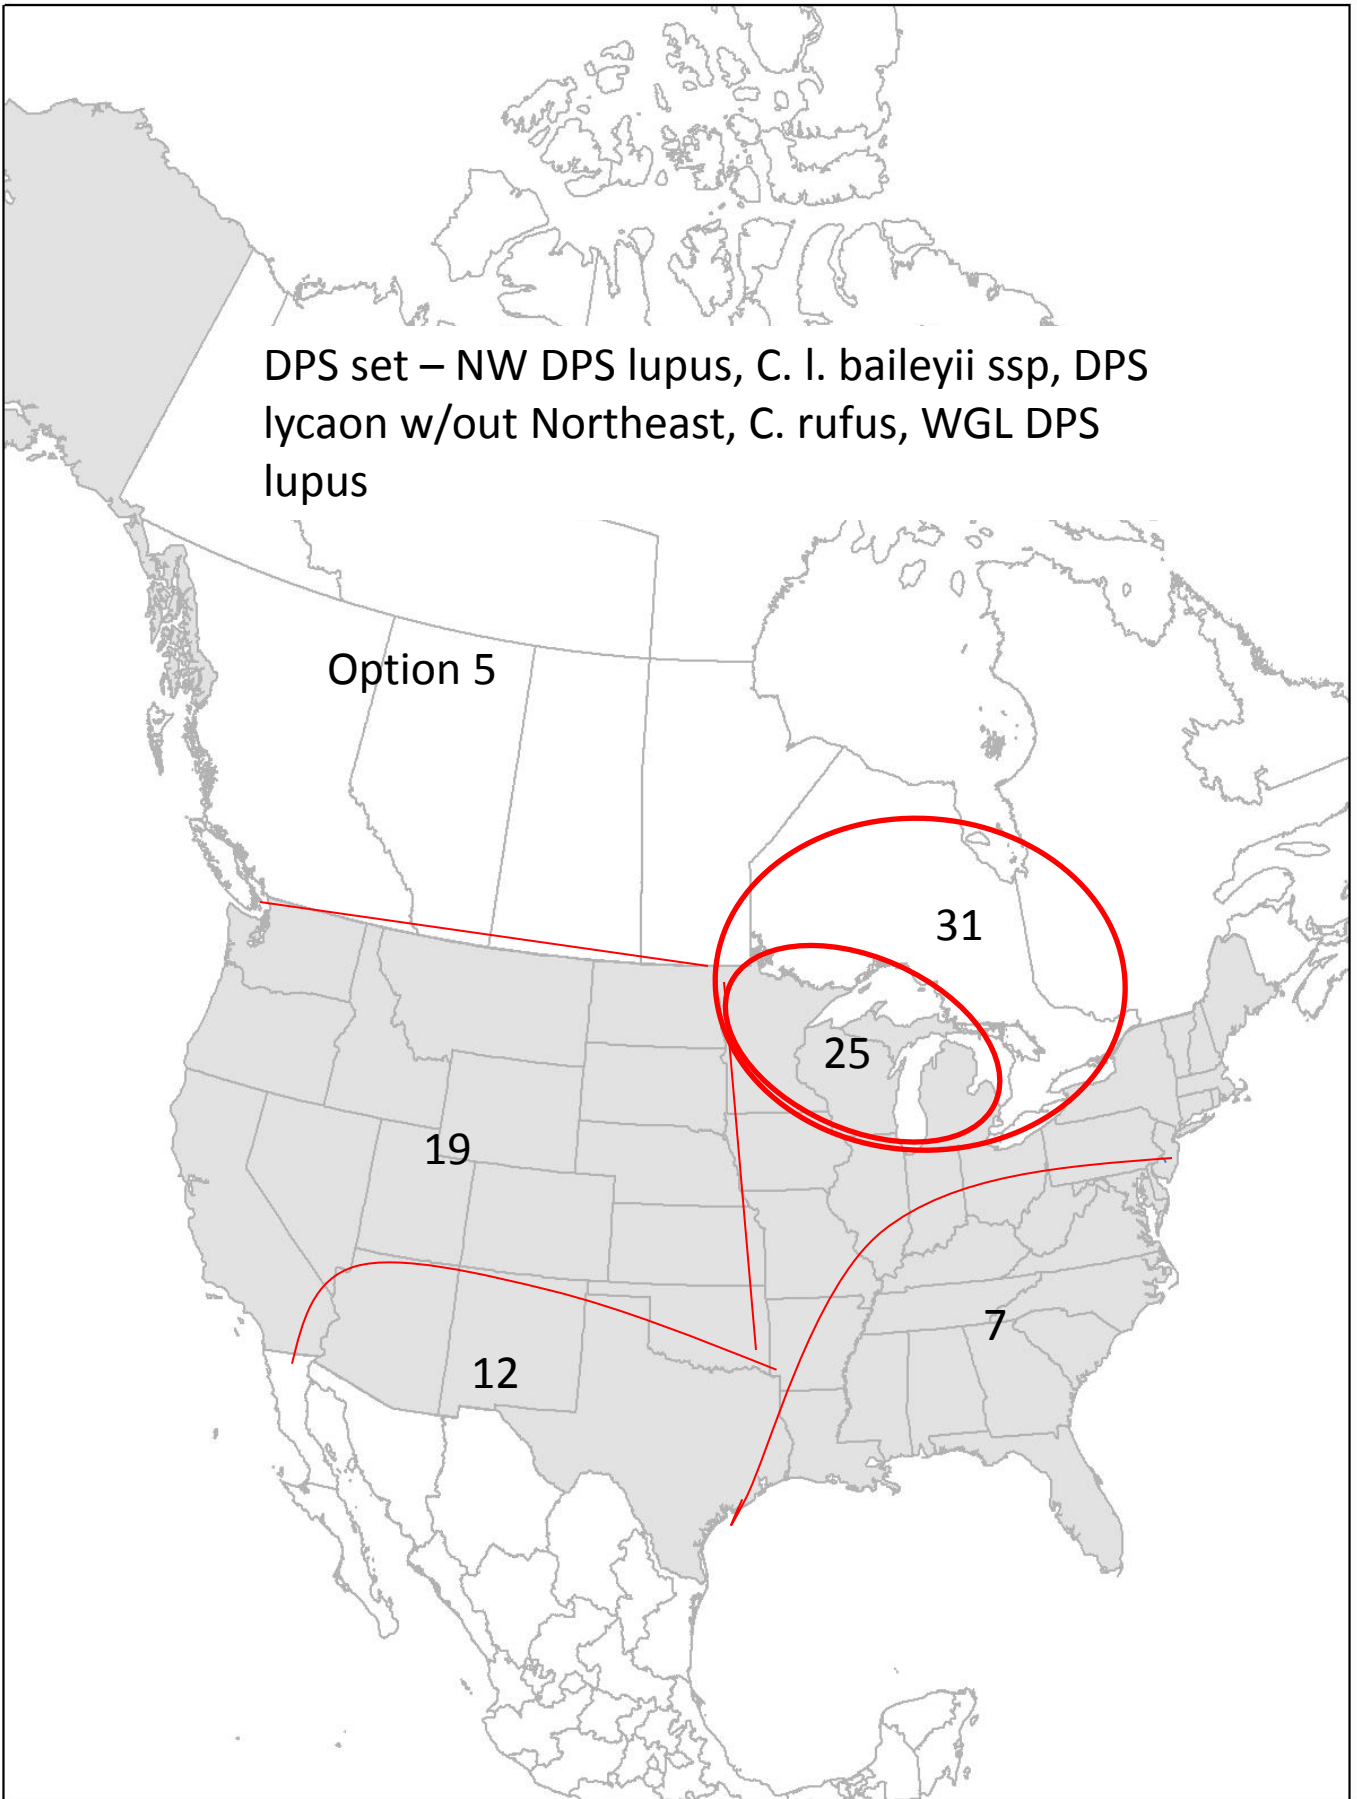 DPS set – NW DPS lupus, C. l. baileyii ssp, DPS
lycaon w/out Northeast, C. rufus, WGL DPS
lupus
Option 5
31
25
19
7
12